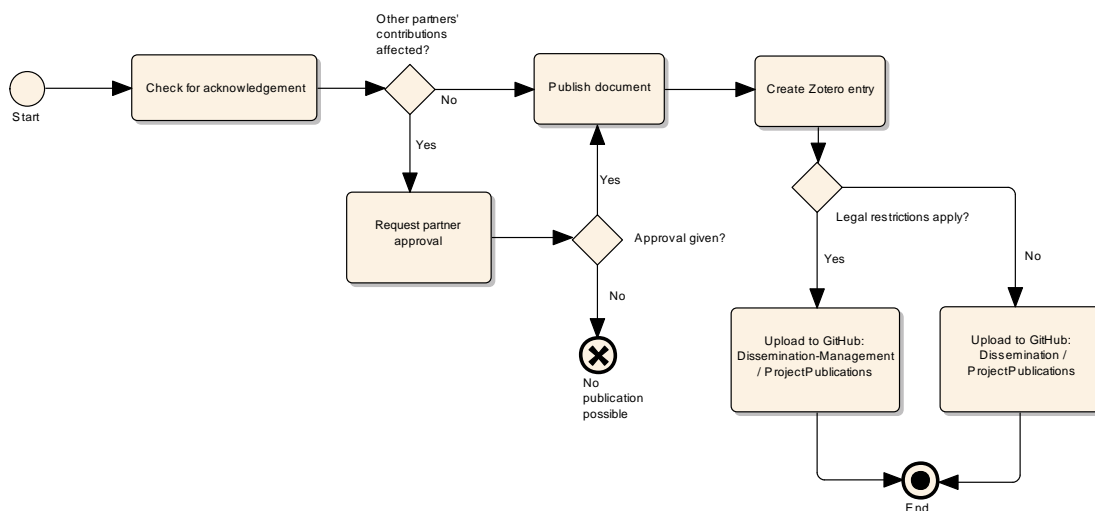 Other partners'
contributions
affected?
Start
Check for acknowledgement
No
Publish document
Create Zotero entry
Yes
Request partner
approval
Yes
Approval given?
No
No
publication
possible
Legal restrictions apply?
Yes
No
Upload to GitHub:
Dissemination-Management
/ ProjectPublications
Upload to GitHub:
Dissemination /
ProjectPublications
End